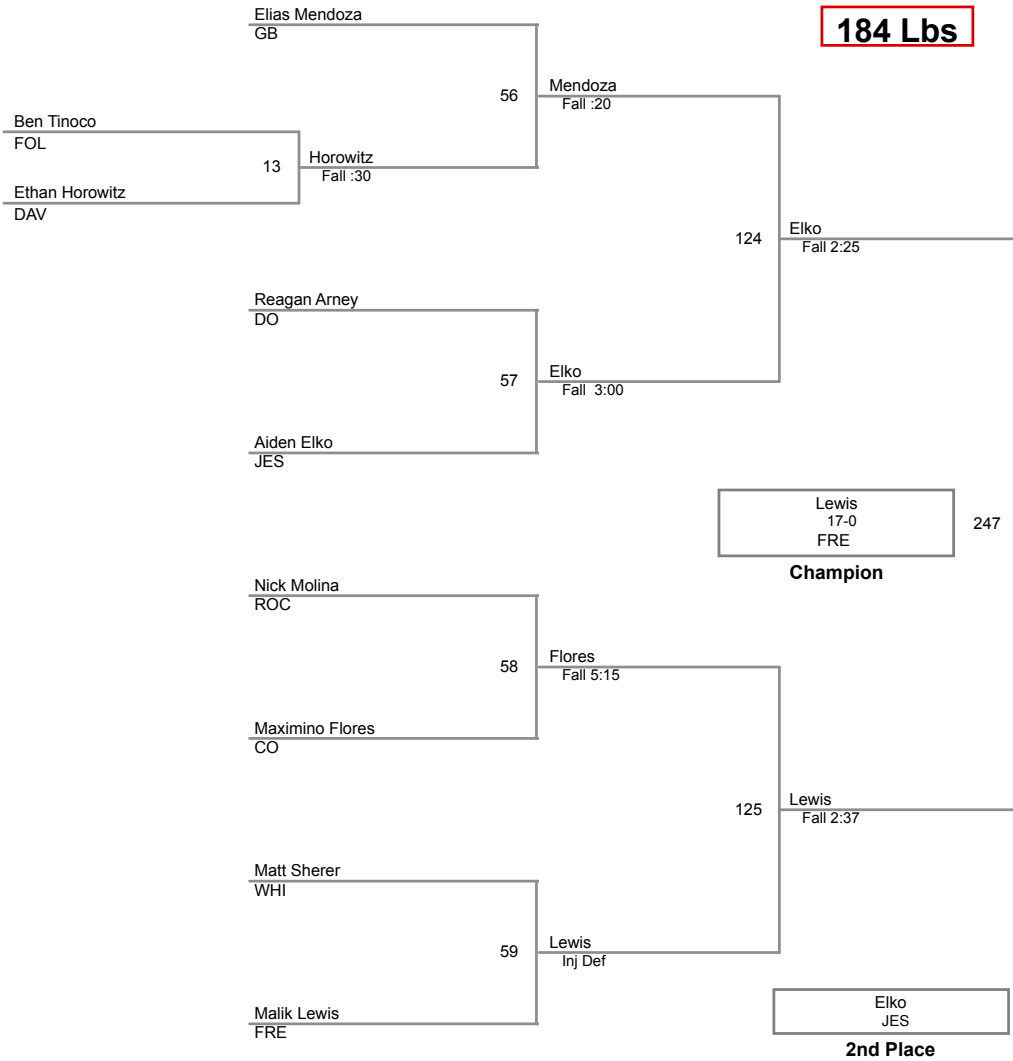 184 Lbs
Elias Mendoza
GB
56
Mendoza
Fall :20
Ben Tinoco
FOL
13
Horowitz
Fall :30
Ethan Horowitz
DAV
124
Elko
Fall 2:25
Reagan Arney
DO
57
Elko
Fall 3:00
Aiden Elko
JES
Lewis
17-0
FRE
247
Champion
Nick Molina
ROC
58
Flores
Fall 5:15
Maximino Flores
CO
125
Lewis
Fall 2:37
Matt Sherer
WHI
59
Lewis
Inj Def
Malik Lewis
FRE
Elko
JES
2nd Place